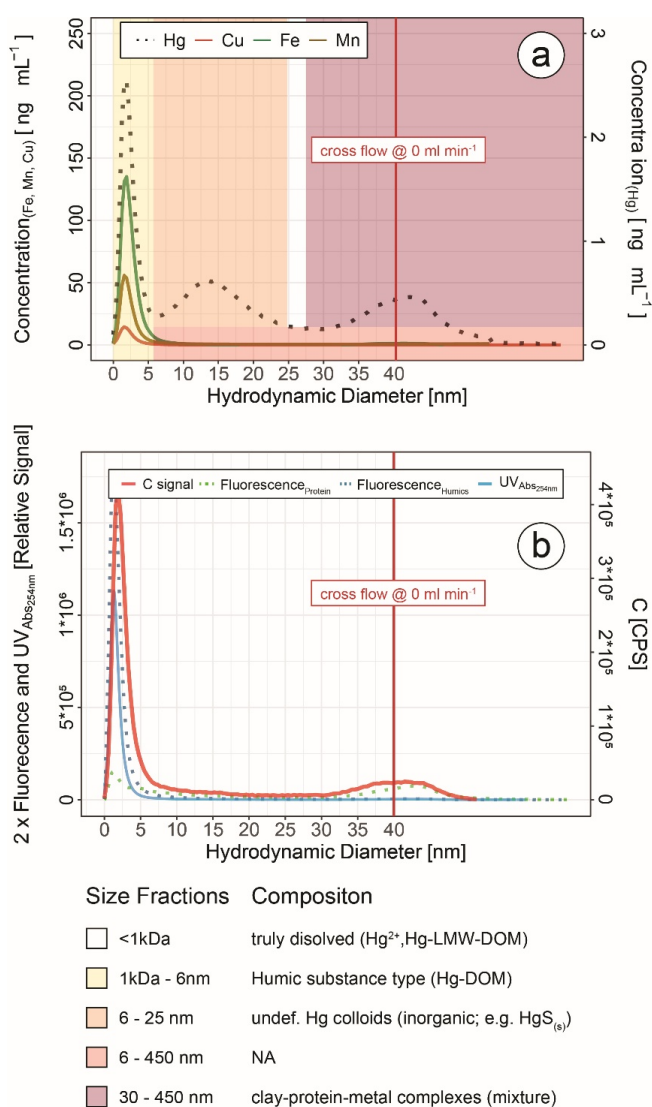 Hg Cu Fe Mn
a
250
200
150
100
50
0
Concentration(Fe, Mn, Cu) [ ng mL⁻¹ ]
3
2
1
0
Concentra ion(Hg) [ ng mL⁻¹ ]
cross flow @ 0 ml min⁻¹
0 5 10 15 20 25 30 35 40
Hydrodynamic Diameter [nm]
C signal FluorescenceProtein FluorescenceHumics UVAbs254nm
b
1.5*10⁶
1*10⁶
5*10⁵
0
2 x Fluorecence and UVAbs254nm [Relative Signal]
4*10⁵
3*10⁵
2*10⁵
1*10⁵
0
C [CPS]
cross flow @ 0 ml min⁻¹
0 5 10 15 20 25 30 35 40
Hydrodynamic Diameter [nm]
Size Fractions Compositon
<1kDa truly disolved (Hg²⁺,Hg-LMW-DOM)
1kDa - 6nm Humic substance type (Hg-DOM)
6 - 25 nm undef. Hg colloids (inorganic; e.g. HgS(s))
6 - 450 nm NA
30 - 450 nm clay-protein-metal complexes (mixture)